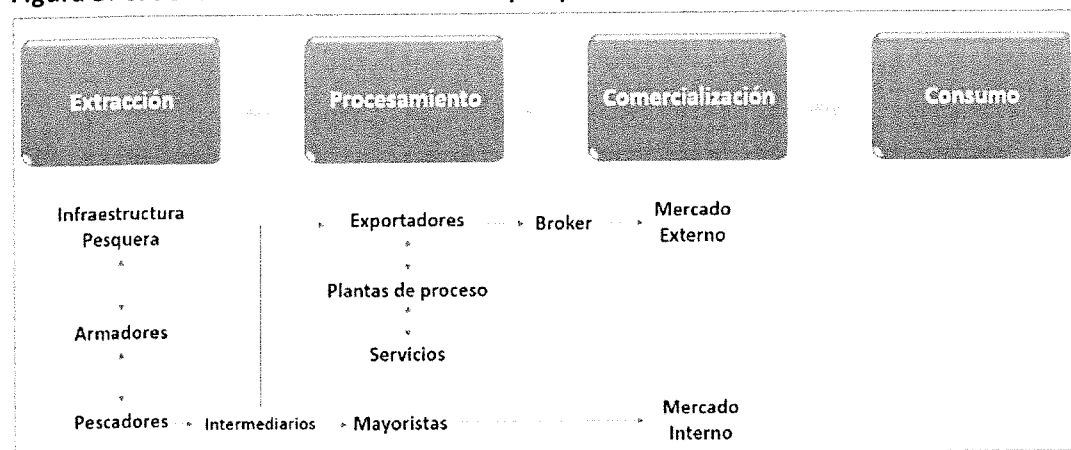 Extracción
Procesamiento
Comercialización
Consumo
Infraestructura
Pesquera
Exportadores
Broker
Mercado
Externo
Plantas de proceso
Armadores
Servicios
Pescadores
Intermediarios
Mayoristas
Mercado
Interno